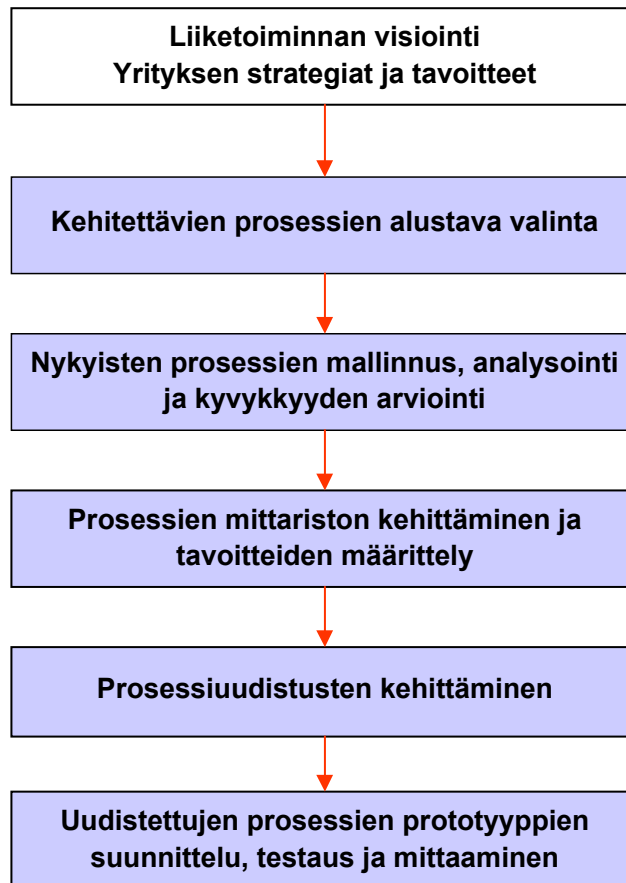 Liiketoiminnan visiointi
Yrityksen strategiat ja tavoitteet
Kehitettävien prosessien alustava valinta
Nykyisten prosessien mallinnus, analysointi
ja kyvykkyyden arviointi
Prosessien mittariston kehittäminen ja
tavoitteiden määrittely
Prosessiuudistusten kehittäminen
Uudistettujen prosessien prototyyppien
suunnittelu, testaus ja mittaaminen